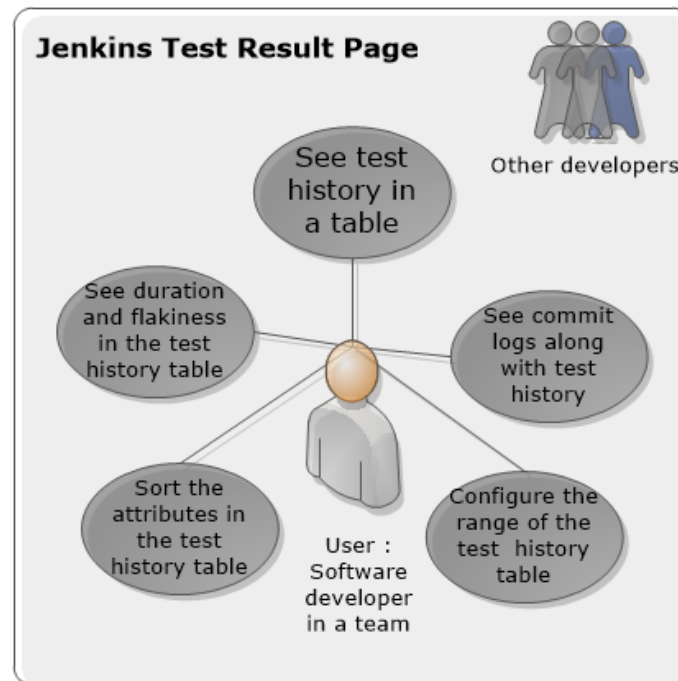 Jenkins Test Result Page
Other developers
See test
history in
a table
See duration
and flakiness
in the test
history table
See commit
logs along
with test
history
Sort the
attributes in
the test
history table
Configure the
range of the
test  history
table
User :
Software
developer
in a team